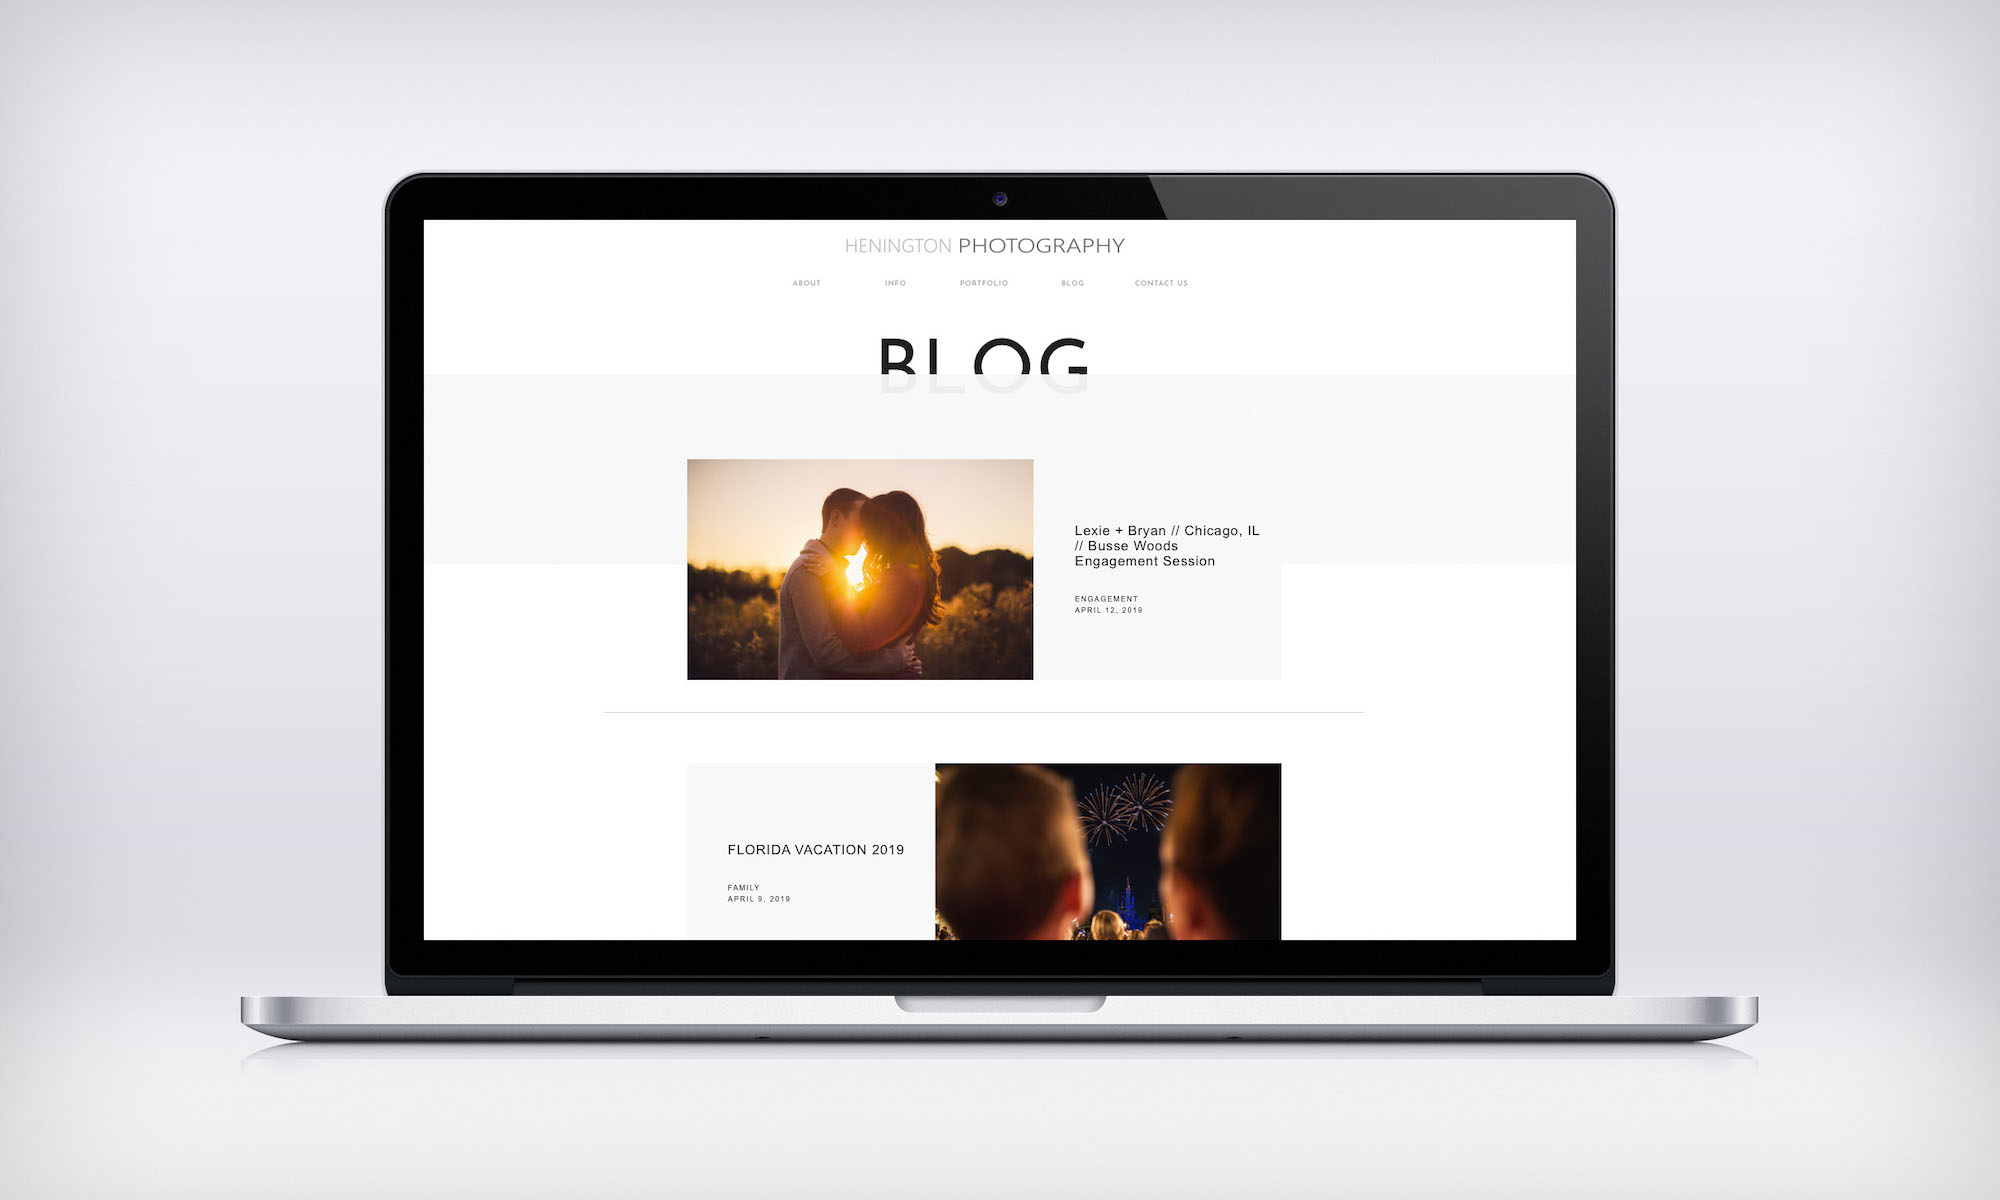 HENINGTON PHOTOGRAPHY
ABOUT INFO PORTFOLIO BLOG CONTACT US
BLOG
Lexie + Bryan // Chicago, IL
// Busse Woods
Engagement Session
ENGAGEMENT
APRIL 12, 2019
FLORIDA VACATION 2019
FAMILY
APRIL 9, 2019